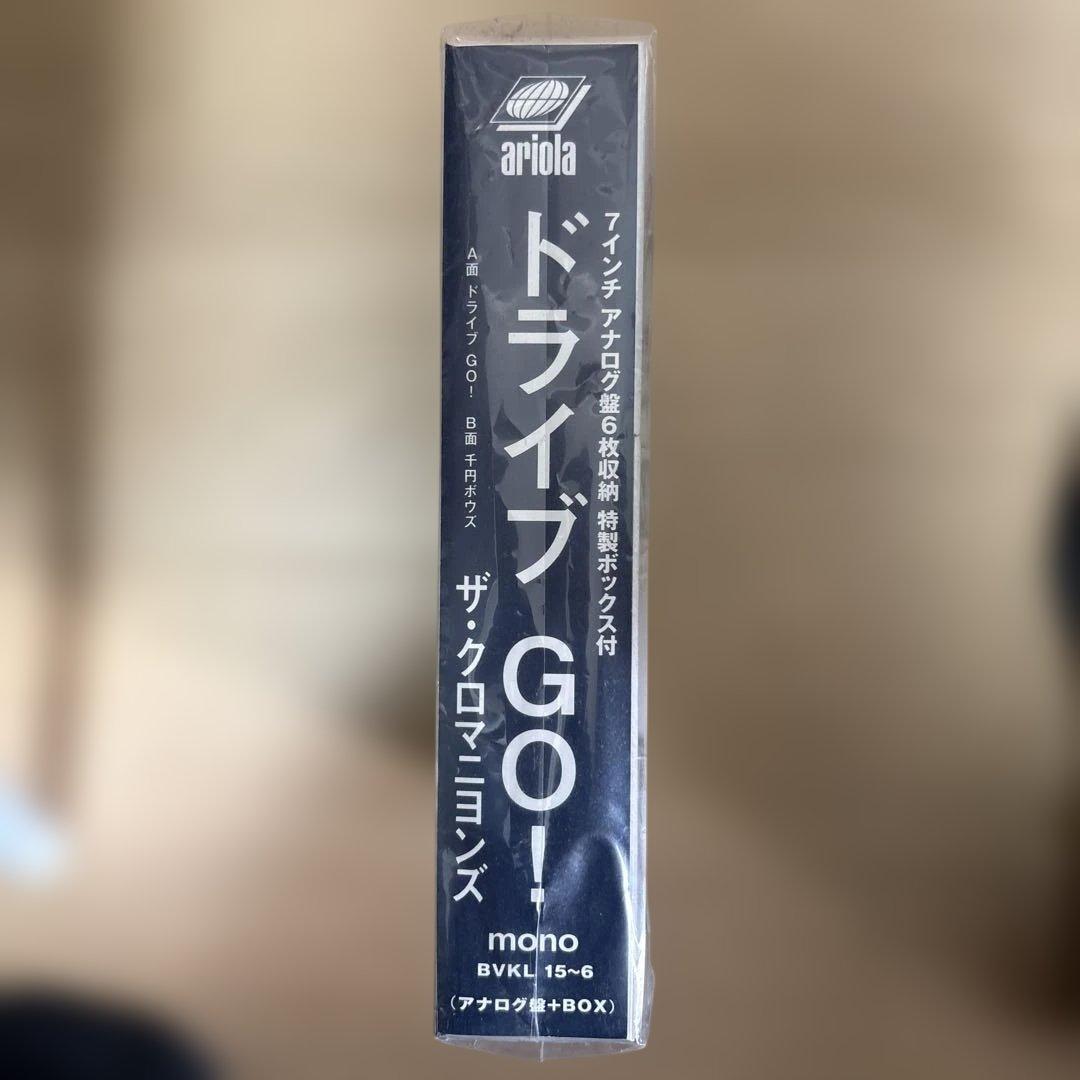 ariola
7インチ アナログ盤6枚収納 特製ボックス付
ドライブ GO!
A面 ドライブ GO! B面 千円ボウズ
ザ・クロマニヨンズ
mono
BVKL 15~6
(アナログ盤+BOX)